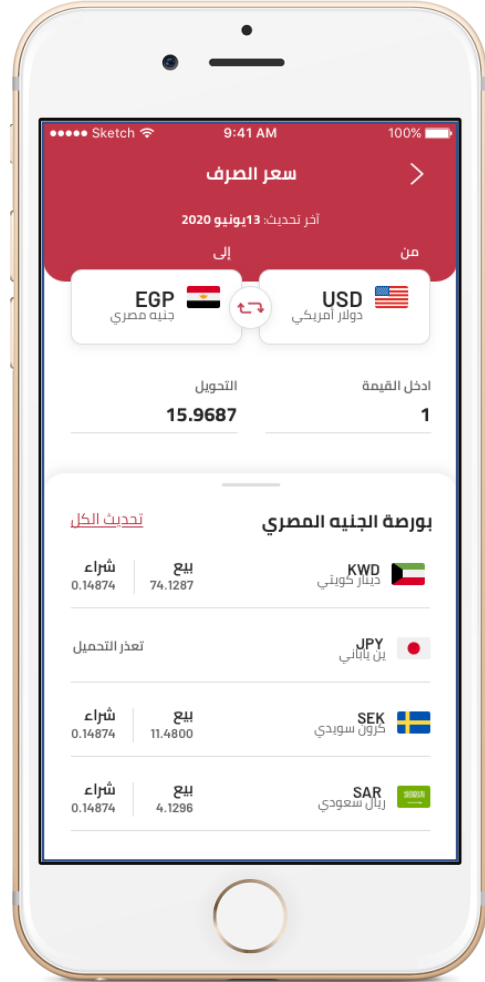 Sketch 9:41 AM 100%
سعر الصرف
آخر تحديث: 13يونيو 2020
من إلى
USD EGP
دولار أمريكي جنيه مصري
ادخل القيمة التحويل
1 15.9687
بورصة الجنيه المصري تحديث الكل
KWD بيع شراء
دينار كويتي 74.1287 0.14874
JPY تعذر التحميل
ين ياباني
SEK بيع شراء
كرون سويدي 11.4800 0.14874
SAR بيع شراء
ريال سعودي 4.1296 0.14874